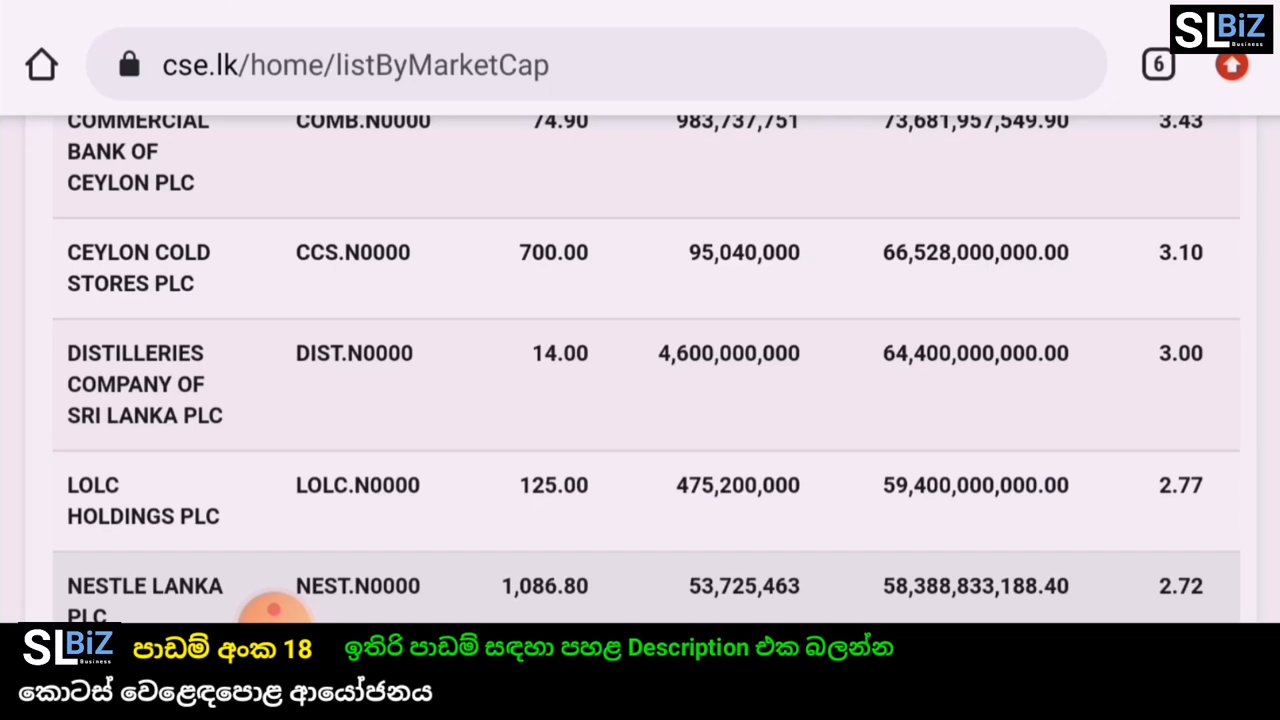 SLBiZ
Business
cse.lk/home/listByMarketCap
6
COMMERCIAL COMB.N0000 74.90 983,737,751 73,681,957,549.90 3.43
BANK OF
CEYLON PLC
CEYLON COLD CCS.N0000 700.00 95,040,000 66,528,000,000.00 3.10
STORES PLC
DISTILLERIES DIST.N0000 14.00 4,600,000,000 64,400,000,000.00 3.00
COMPANY OF
SRI LANKA PLC
LOLC LOLC.N0000 125.00 475,200,000 59,400,000,000.00 2.77
HOLDINGS PLC
NESTLE LANKA NEST.N0000 1,086.80 53,725,463 58,388,833,188.40 2.72
PLC
SLBiZ
Business
පාඩම් අංක 18 ඉතිරි පාඩම් සඳහා පහළ Description එක බලන්න
කොටස් වෙළෙඳපොළ ආයෝජනය